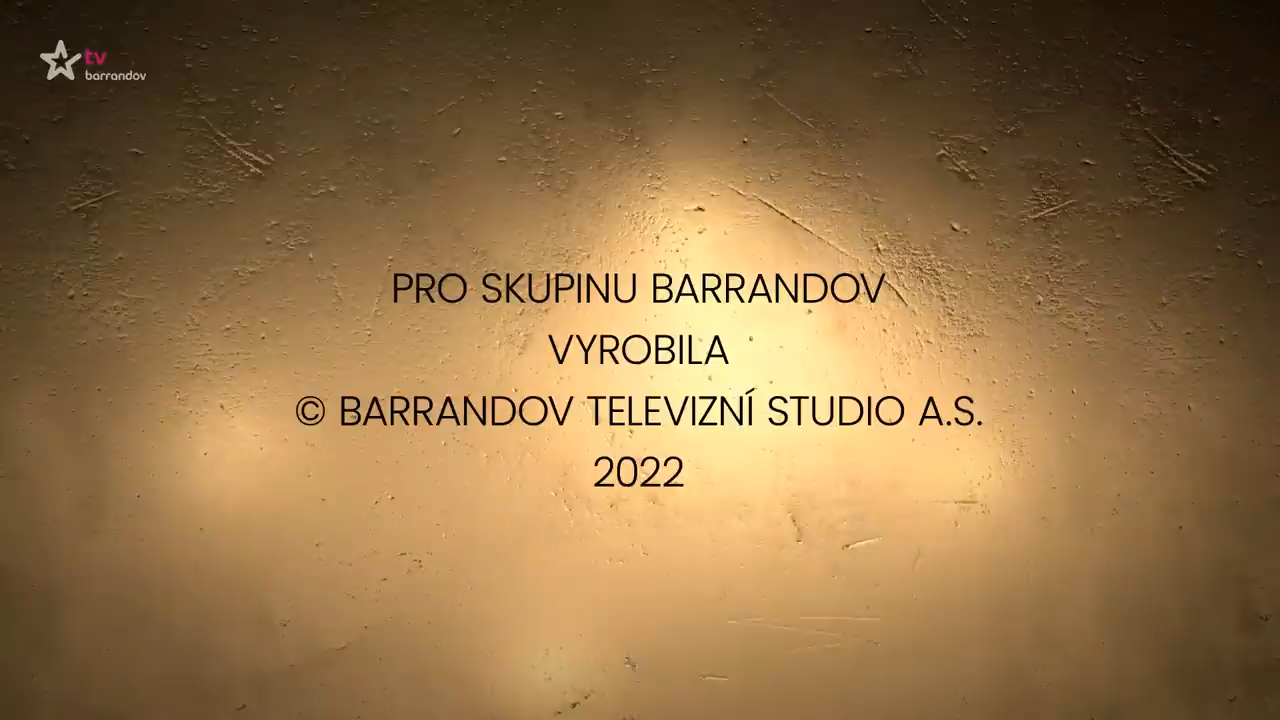 tv
barrandov
PRO SKUPINU BARRANDOV
VYROBILA
© BARRANDOV TELEVIZNÍ STUDIO A.S.
2022